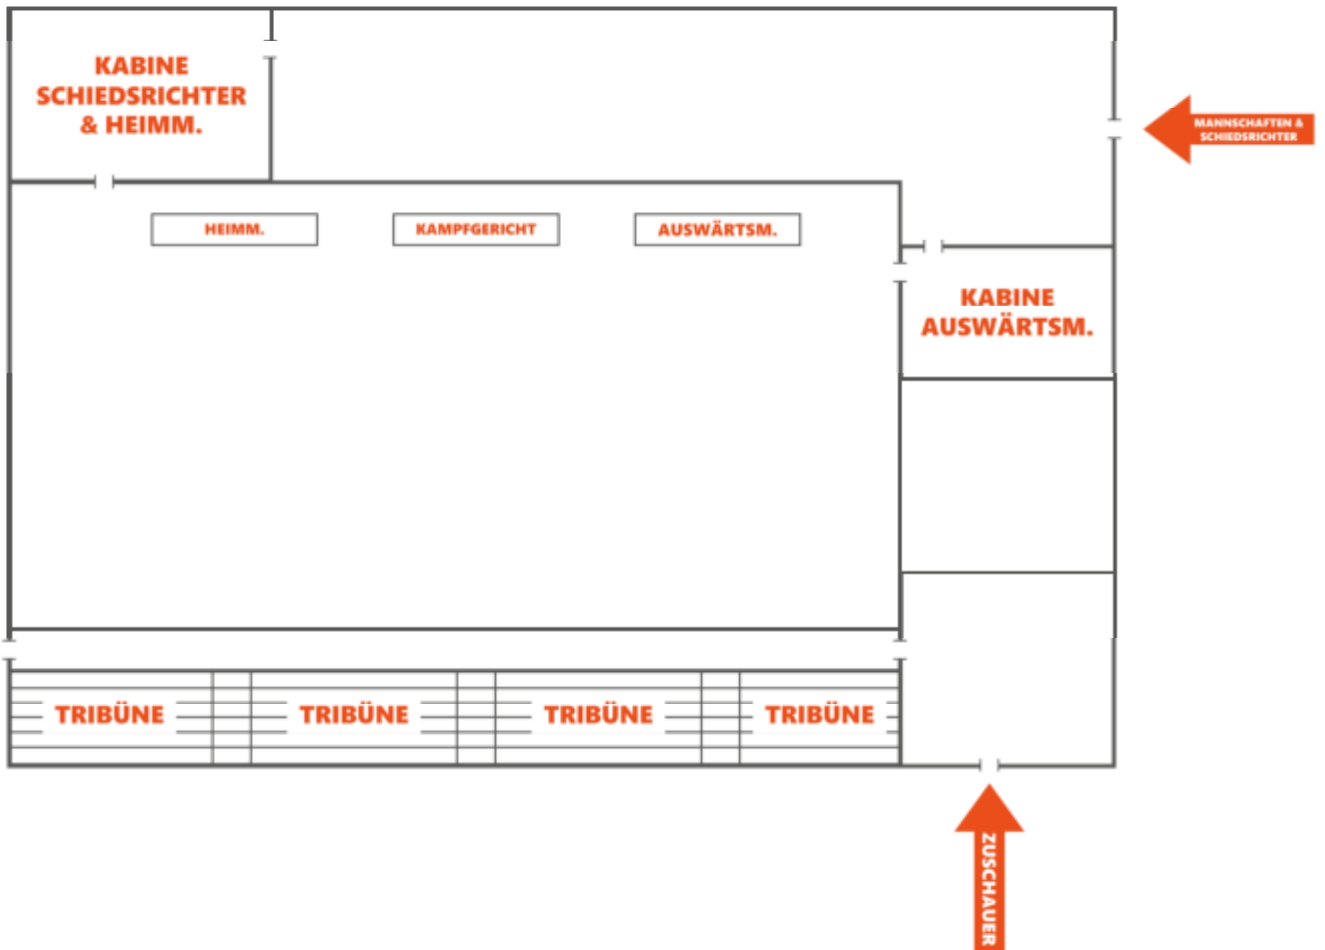 KABINE
SCHIEDSRICHTER
& HEIMM.
MANNSCHAFTEN &
SCHIEDSRICHTER
HEIMM.
KAMPFGERICHT
AUSWÄRTSM.
KABINE
AUSWÄRTSM.
TRIBÜNE
TRIBÜNE
TRIBÜNE
TRIBÜNE
ZUSCHAUER